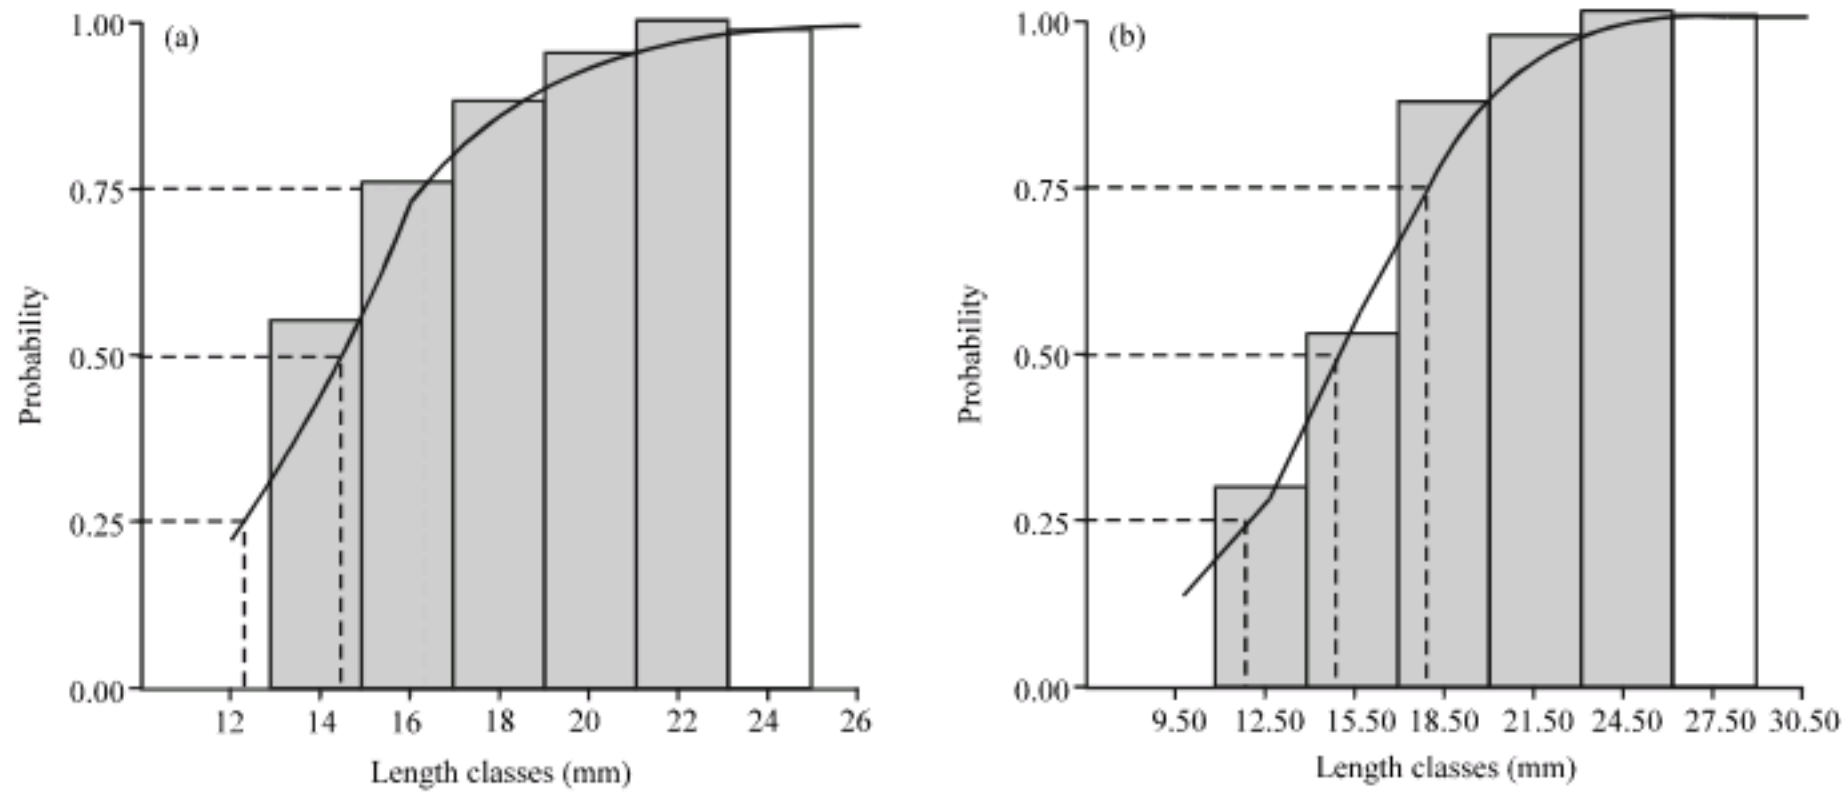 (a)
1.00
0.75
0.50
0.25
0.00
Probability
12 14 16 18 20 22 24 26
Length classes (mm)
(b)
1.00
0.75
0.50
0.25
0.00
Probability
9.50 12.50 15.50 18.50 21.50 24.50 27.50 30.50
Length classes (mm)